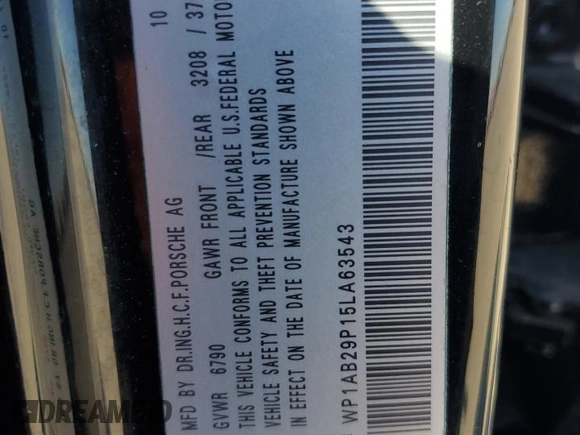 10
MFD BY DR.ING.H.C.F.PORSCHE AG
GVWR 6790 GAWR FRONT /REAR 3208 / 37
THIS VEHICLE CONFORMS TO ALL APPLICABLE U.S.FEDERAL MOTO
VEHICLE SAFETY AND THEFT PREVENTION STANDARDS
IN EFFECT ON THE DATE OF MANUFACTURE SHOWN ABOVE
WP1AB29P15LA63543
DREAMBID.COM